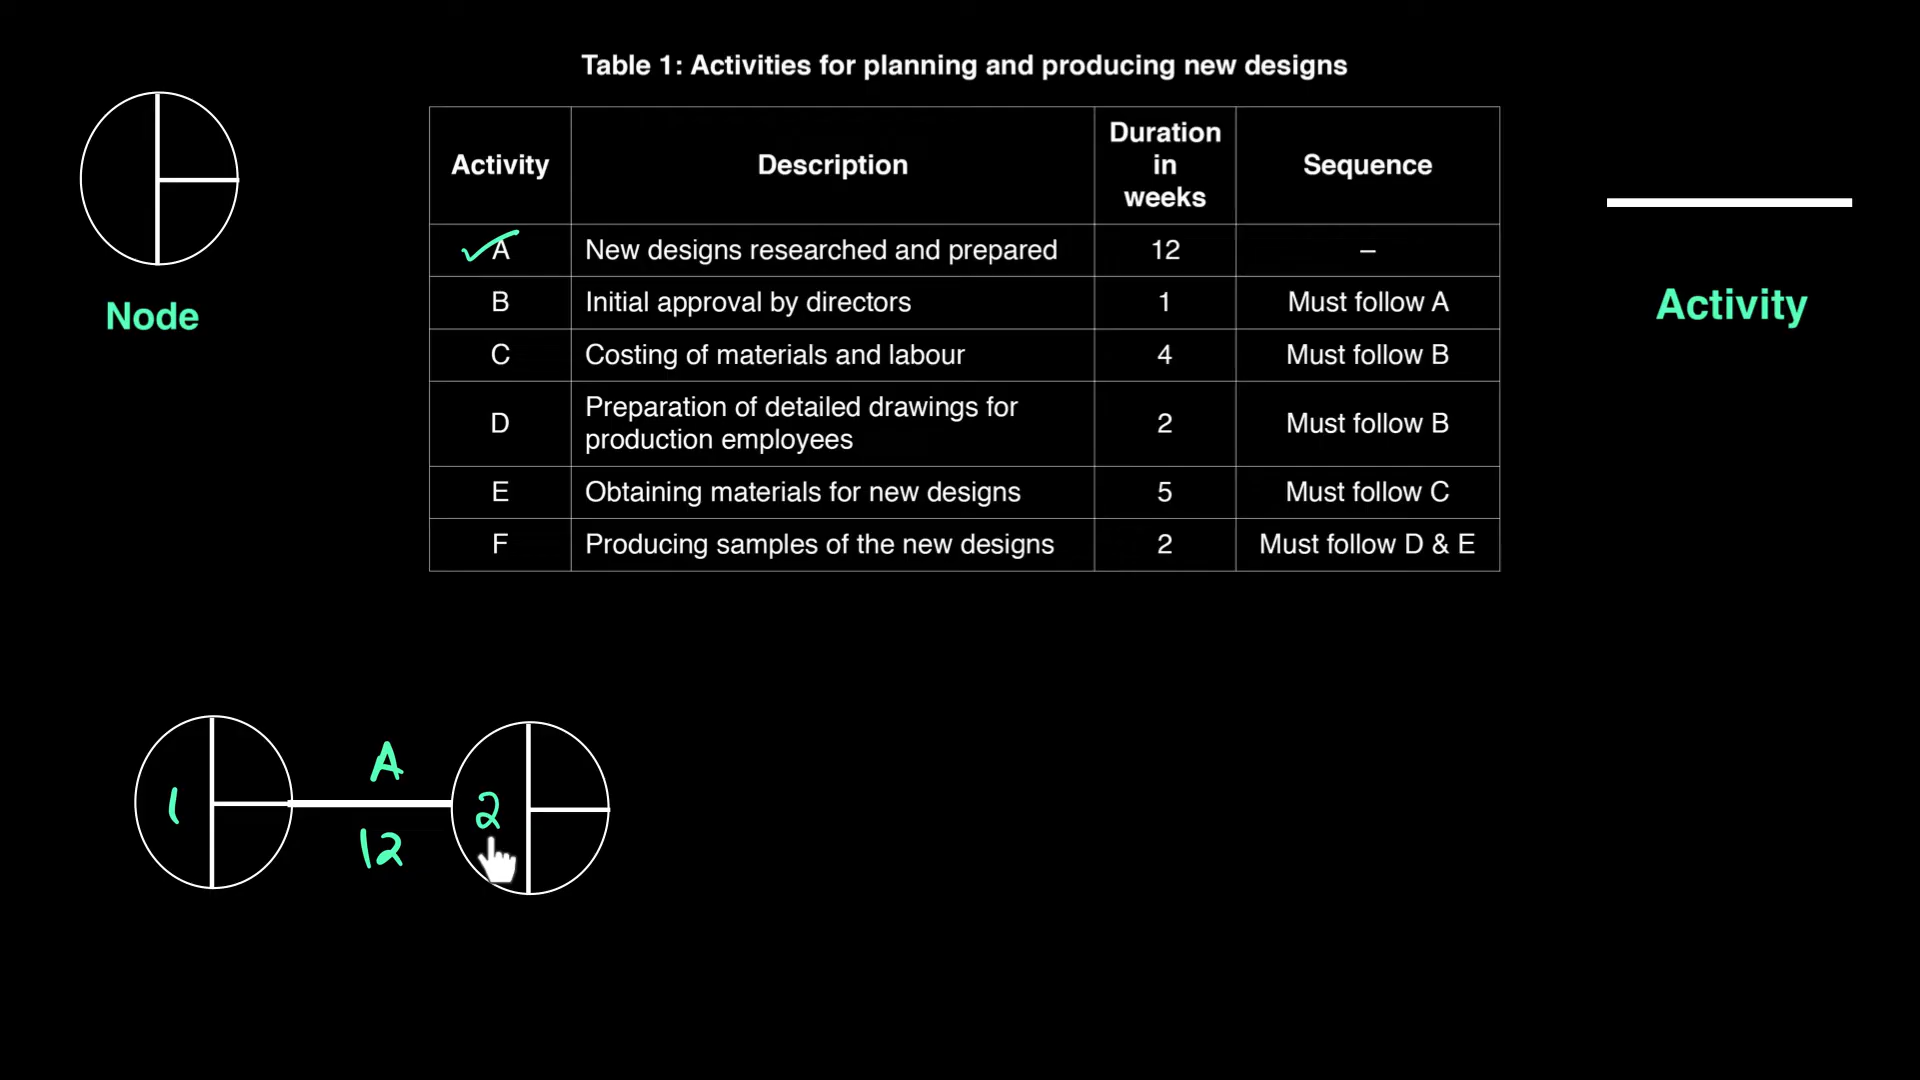 Table 1: Activities for planning and producing new designs
Activity Description Duration in weeks Sequence
A New designs researched and prepared 12 –
B Initial approval by directors 1 Must follow A
C Costing of materials and labour 4 Must follow B
D Preparation of detailed drawings for production employees 2 Must follow B
E Obtaining materials for new designs 5 Must follow C
F Producing samples of the new designs 2 Must follow D & E
Node
Activity
A
1
2
12